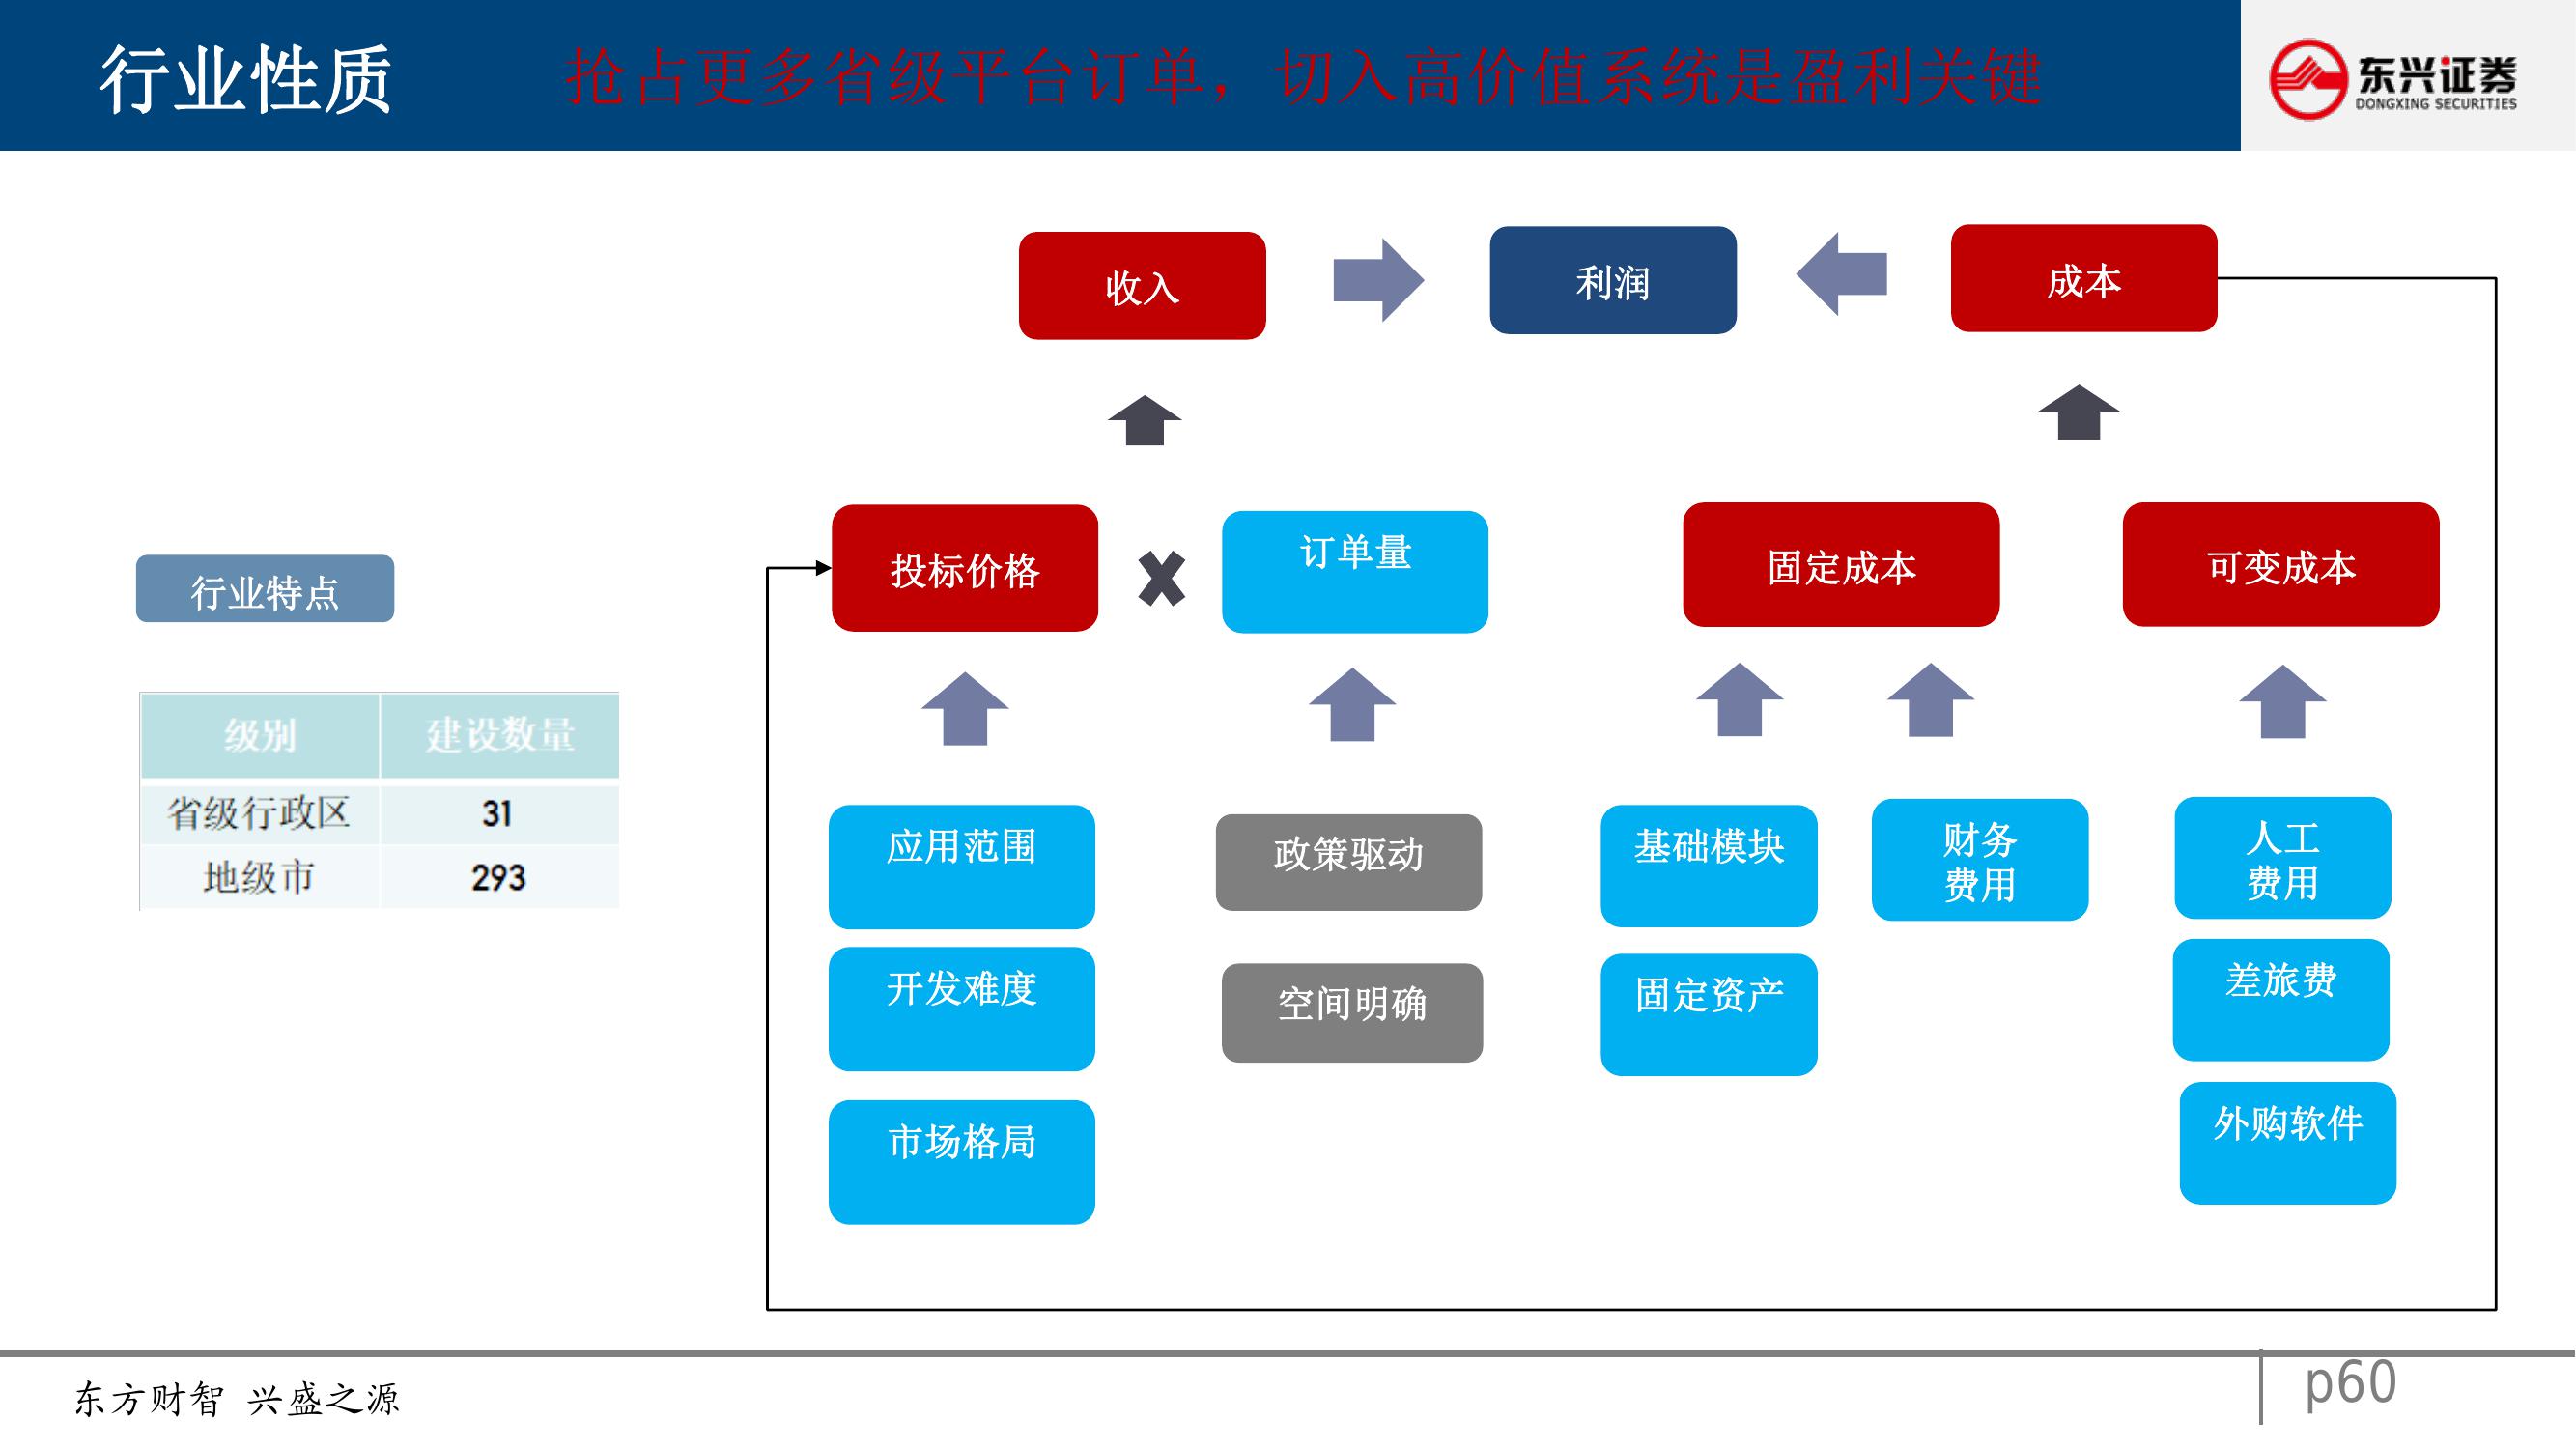 行业性质
抢占更多省级平台订单，切入高价值系统是盈利关键
东兴证券
DONGXING SECURITIES
收入
利润
成本
投标价格
订单量
固定成本
可变成本
行业特点
级别 建设数量
省级行政区 31
地级市 293
应用范围
政策驱动
基础模块
财务
费用
人工
费用
开发难度
空间明确
固定资产
差旅费
市场格局
外购软件
东方财智 兴盛之源
p60